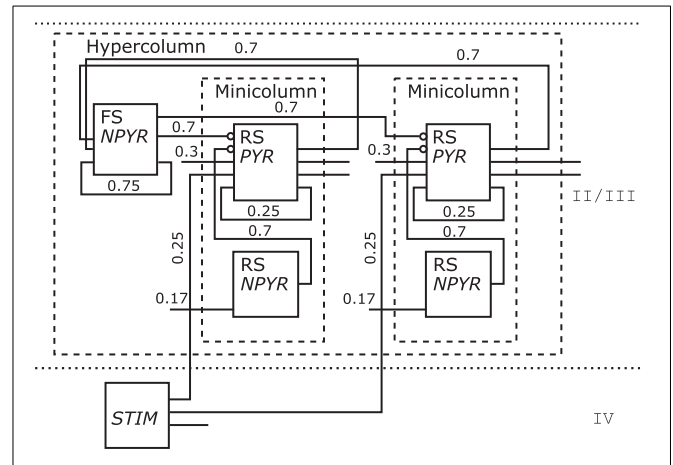 Hypercolumn
0.7
0.7
Minicolumn
Minicolumn
0.7
FS
NPYR
0.7
RS
PYR
RS
PYR
0.3
0.3
0.75
0.25
0.25
II/III
0.7
0.7
0.25
0.25
RS
NPYR
RS
NPYR
0.17
0.17
STIM
IV